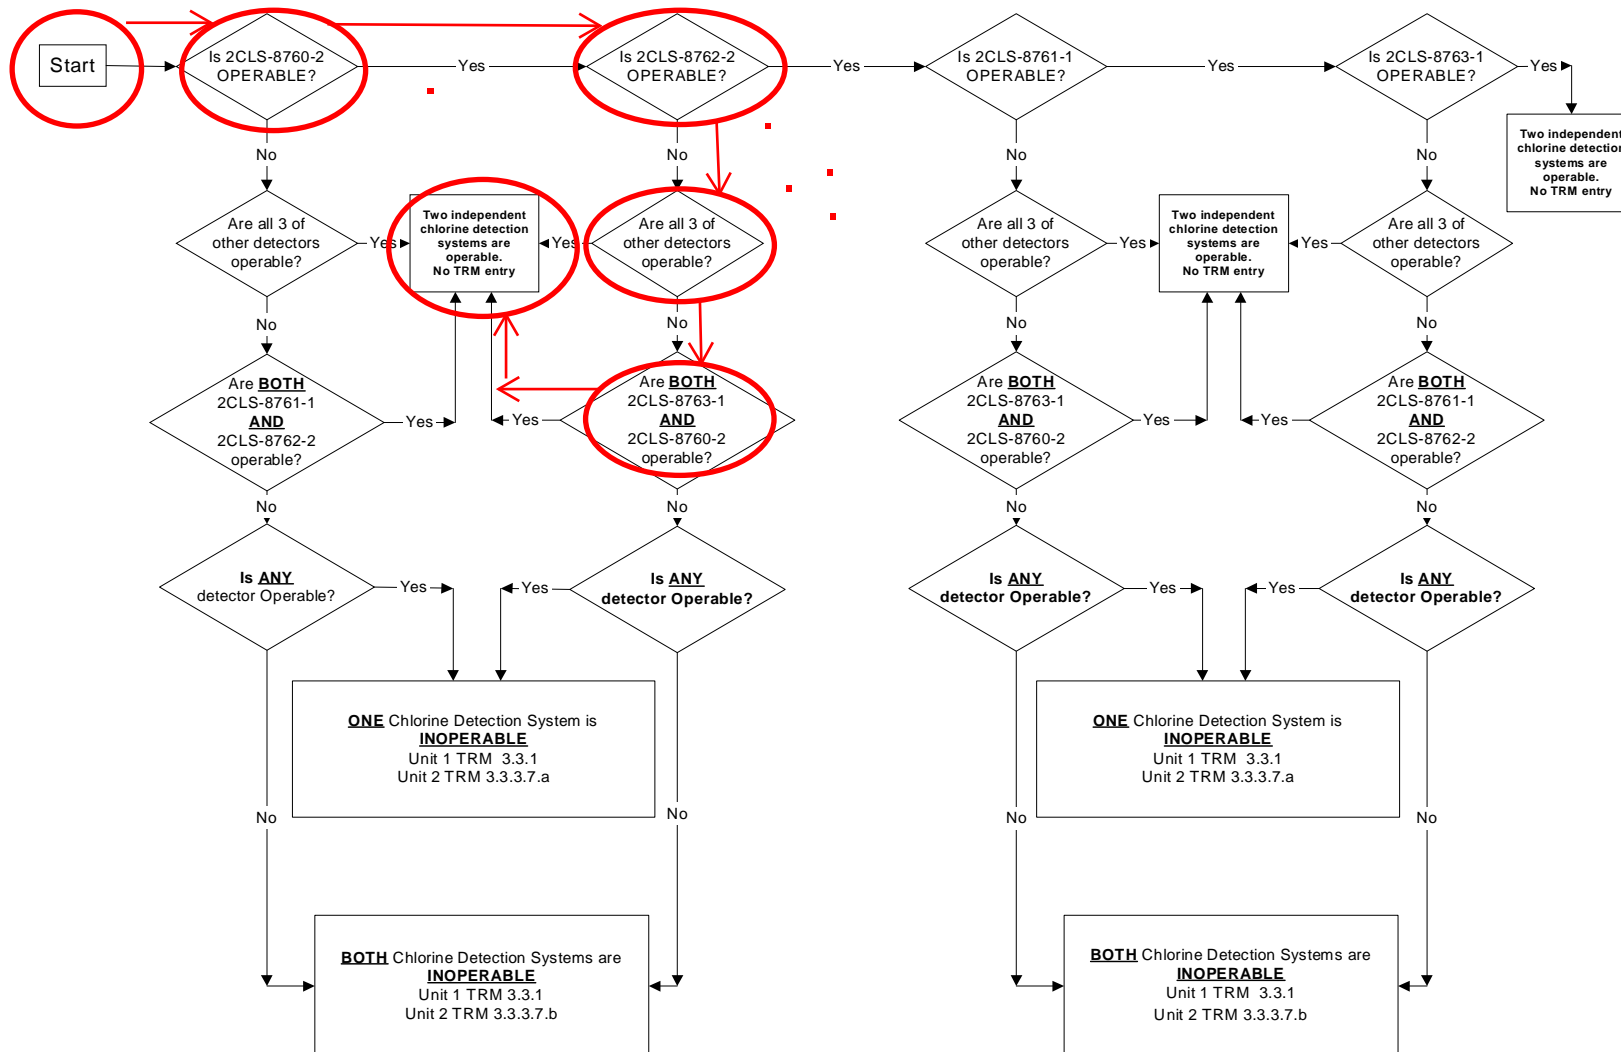 Start
Is 2CLS-8760-2
OPERABLE?
Yes
Is 2CLS-8762-2
OPERABLE?
Yes
Is 2CLS-8761-1
OPERABLE?
Yes
Is 2CLS-8763-1
OPERABLE?
Yes
Two independent
chlorine detection
systems are
operable.
No TRM entry
No
No
No
No
Are all 3 of
other detectors
operable?
Yes
Two independent
chlorine detection
systems are
operable.
No TRM entry
Yes
Are all 3 of
other detectors
operable?
Are all 3 of
other detectors
operable?
Yes
Two independent
chlorine detection
systems are
operable.
No TRM entry
Yes
Are all 3 of
other detectors
operable?
No
No
No
No
Are BOTH
2CLS-8761-1
AND
2CLS-8762-2
operable?
Yes
Yes
Are BOTH
2CLS-8763-1
AND
2CLS-8760-2
operable?
Are BOTH
2CLS-8763-1
AND
2CLS-8760-2
operable?
Yes
Yes
Are BOTH
2CLS-8761-1
AND
2CLS-8762-2
operable?
No
No
No
No
Is ANY
detector Operable?
Yes
Yes
Is ANY
detector Operable?
Is ANY
detector Operable?
Yes
Yes
Is ANY
detector Operable?
ONE Chlorine Detection System is
INOPERABLE
Unit 1 TRM 3.3.1
Unit 2 TRM 3.3.3.7.a
ONE Chlorine Detection System is
INOPERABLE
Unit 1 TRM 3.3.1
Unit 2 TRM 3.3.3.7.a
No
No
No
No
BOTH Chlorine Detection Systems are
INOPERABLE
Unit 1 TRM 3.3.1
Unit 2 TRM 3.3.3.7.b
BOTH Chlorine Detection Systems are
INOPERABLE
Unit 1 TRM 3.3.1
Unit 2 TRM 3.3.3.7.b